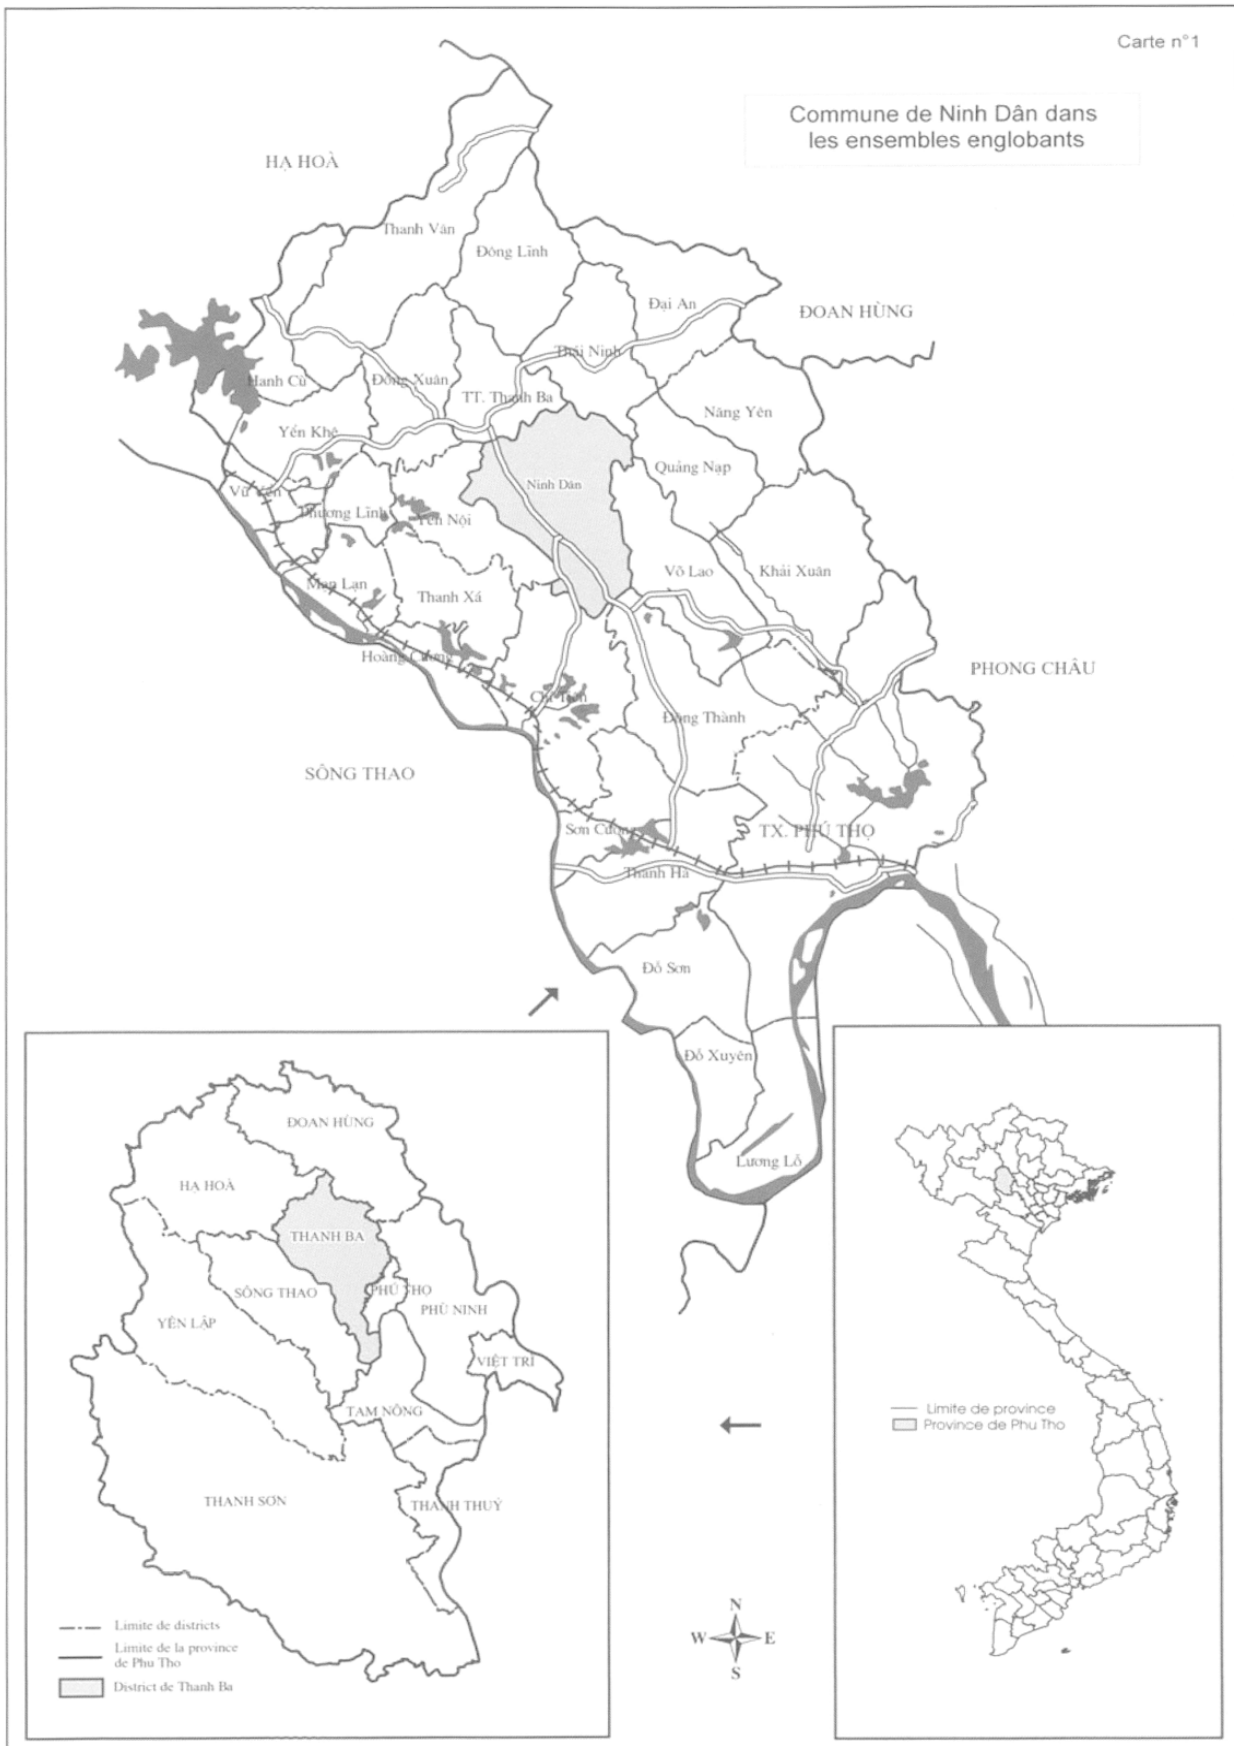 Carte n°1
Commune de Ninh Dân dans
les ensembles englobants
HẠ HOÀ
Thanh Vân
Đông Lĩnh
Đại An
ĐOAN HÙNG
Thái Ninh
Hanh Cù
Đồng Xuân
TT. Thanh Ba
Năng Yên
Yển Khê
Quảng Nạp
Ninh Dân
Vũ Yển
Phương Lĩnh
Yên Nội
Võ Lao
Khải Xuân
Mạn Lạn
Thanh Xá
Hoàng Cương
PHONG CHÂU
Chí Tiên
Đông Thành
SÔNG THAO
Sơn Cương
TX. PHÚ THỌ
Thanh Hà
Đỗ Sơn
Đỗ Xuyên
Lương Lỗ
ĐOAN HÙNG
HẠ HOÀ
THANH BA
SÔNG THAO
PHÚ THỌ
PHÙ NINH
YÊN LẬP
VIỆT TRÌ
TAM NÔNG
THANH SƠN
THANH THUỶ
Limite de districts
Limite de la province
de Phu Tho
District de Thanh Ba
N
W E
S
Limite de province
Province de Phu Tho